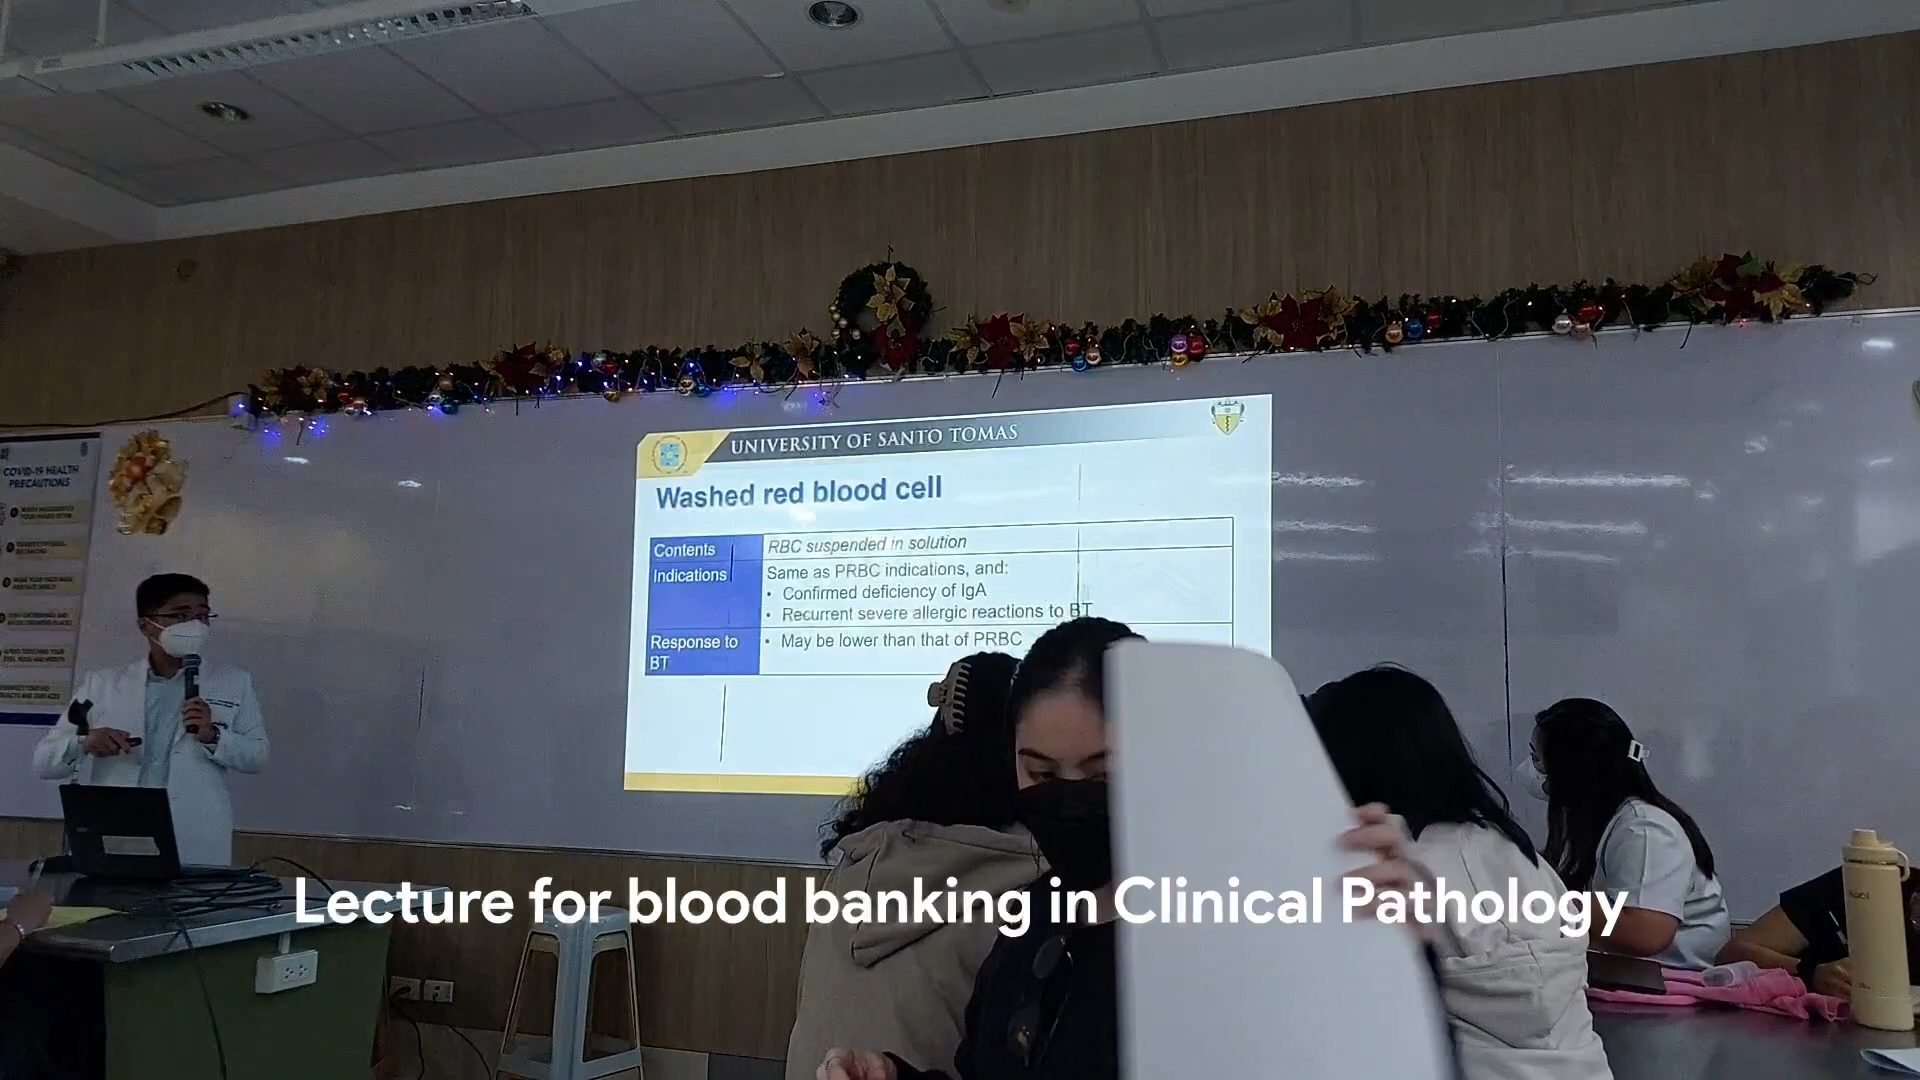 UNIVERSITY OF SANTO TOMAS
Washed red blood cell
Contents
RBC suspended in solution
Indications
Same as PRBC indications, and:
• Confirmed deficiency of IgA
• Recurrent severe allergic reactions to BT
Response to
BT
• May be lower than that of PRBC
COVID-19 HEALTH
PRECAUTIONS
Lecture for blood banking in Clinical Pathology